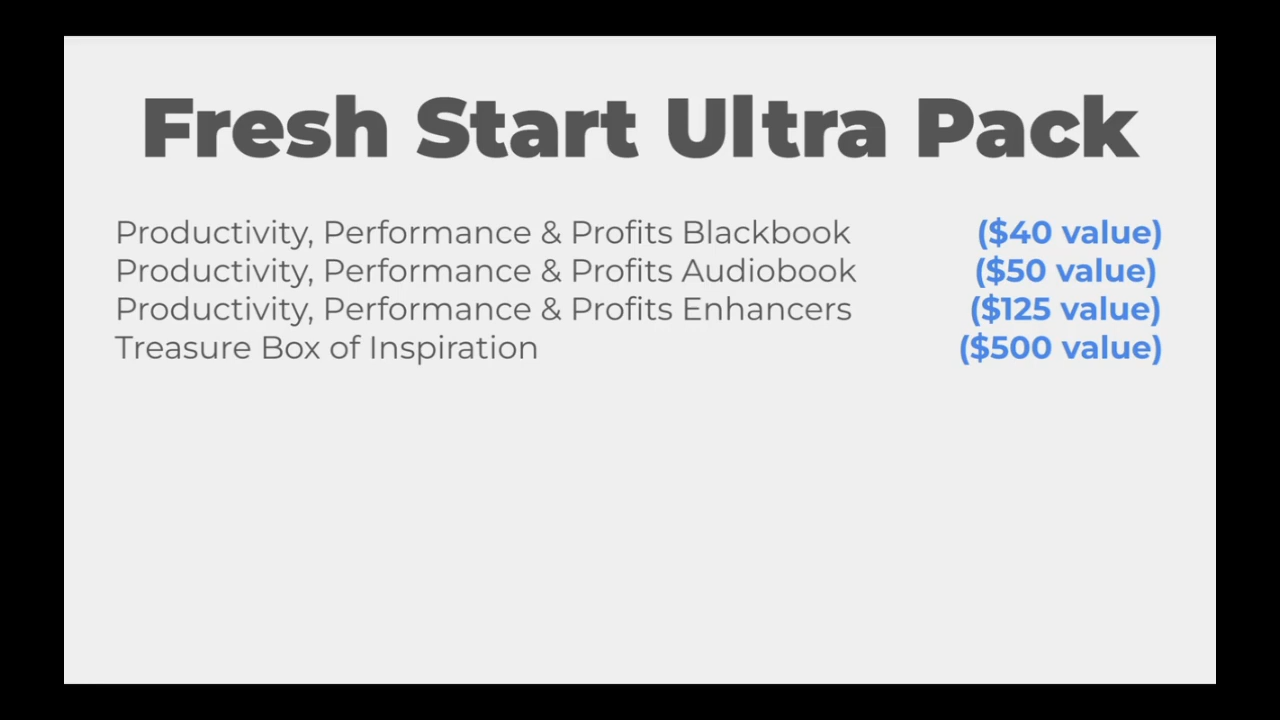 Fresh Start Ultra Pack
Productivity, Performance & Profits Blackbook ($40 value)
Productivity, Performance & Profits Audiobook ($50 value)
Productivity, Performance & Profits Enhancers ($125 value)
Treasure Box of Inspiration ($500 value)